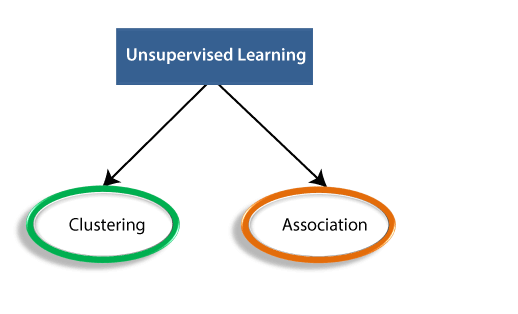 Unsupervised Learning
Clustering
Association